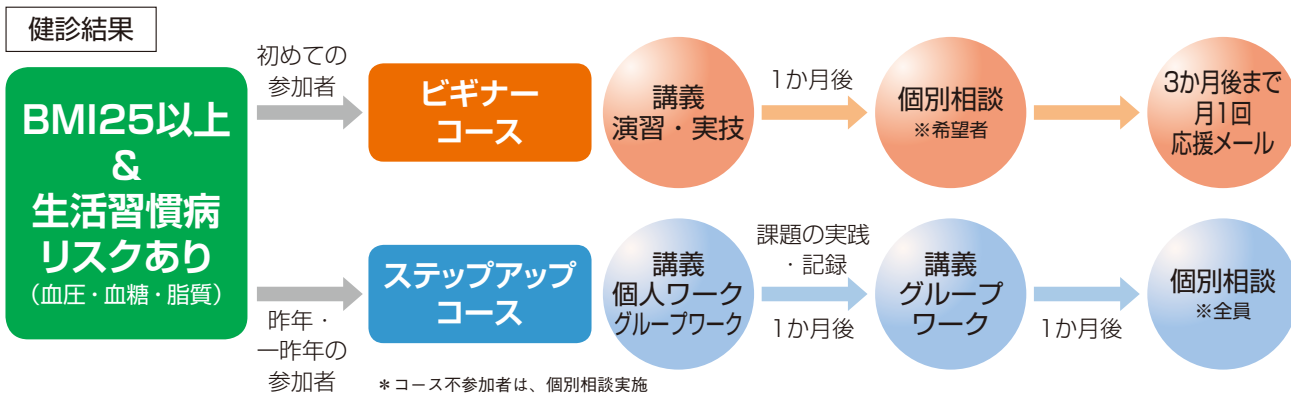 健診結果
BMI25以上
&
生活習慣病
リスクあり
（血圧・血糖・脂質）
初めての
参加者
ビギナー
コース
講義
演習・実技
1か月後
個別相談
※希望者
3か月後まで
月1回
応援メール
昨年・
一昨年の
参加者
ステップアップ
コース
講義
個人ワーク
グループワーク
課題の実践
・記録
1か月後
講義
グループ
ワーク
1か月後
個別相談
※全員
＊コース不参加者は、個別相談実施